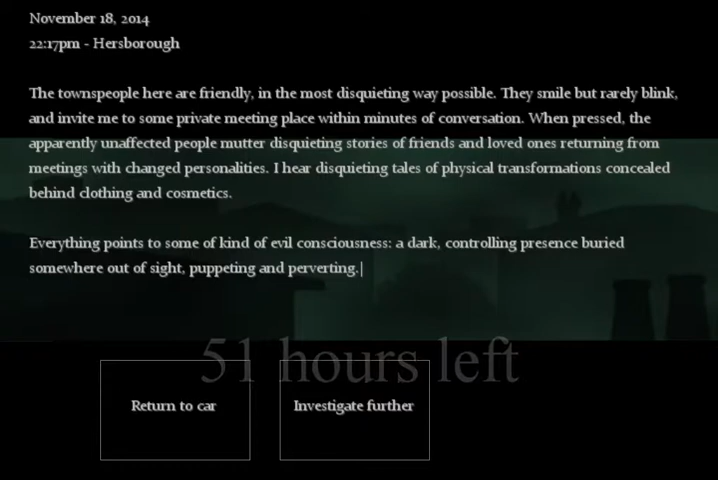 November 18, 2014
22:17pm - Hersborough
The townspeople here are friendly, in the most disquieting way possible. They smile but rarely blink,
and invite me to some private meeting place within minutes of conversation. When pressed, the
apparently unaffected people mutter disquieting stories of friends and loved ones returning from
meetings with changed personalities. I hear disquieting tales of physical transformations concealed
behind clothing and cosmetics.
Everything points to some of kind of evil consciousness: a dark, controlling presence buried
somewhere out of sight, puppeting and perverting.|
51 hours left
Return to car
Investigate further